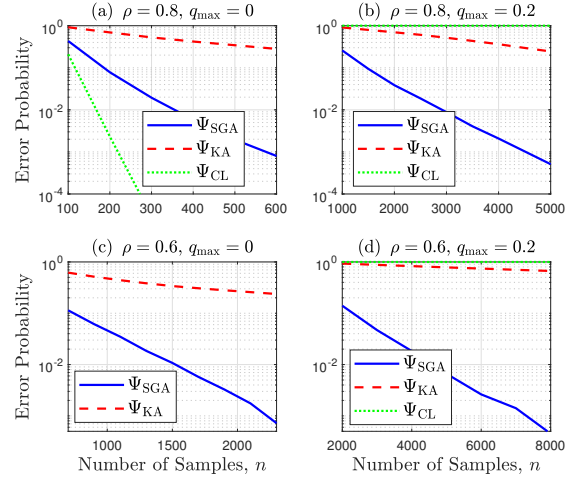 (a) ρ = 0.8, q_max = 0
(b) ρ = 0.8, q_max = 0.2
Error Probability
10^0
10^-2
10^-4
100 200 300 400 500 600
Ψ_SGA
Ψ_KA
Ψ_CL
10^0
10^-2
10^-4
1000 2000 3000 4000 5000
Ψ_SGA
Ψ_KA
Ψ_CL
(c) ρ = 0.6, q_max = 0
(d) ρ = 0.6, q_max = 0.2
Error Probability
10^0
10^-2
1000 1500 2000
Ψ_SGA
Ψ_KA
Number of Samples, n
10^0
10^-2
2000 4000 6000 8000
Ψ_SGA
Ψ_KA
Ψ_CL
Number of Samples, n